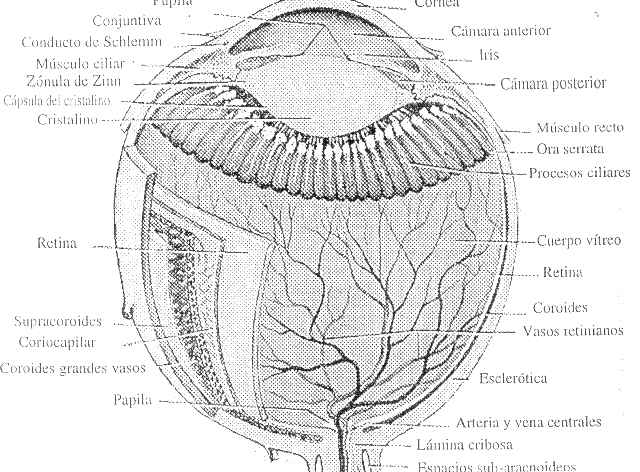 Pupila
Conjuntiva
Conducto de Schlemm
Músculo ciliar
Zónula de Zinn
Cápsula del cristalino
Cristalino
Retina
Supracoroides
Coriocapilar
Coroides grandes vasos
Papila
Córnea
Cámara anterior
Iris
Cámara posterior
Músculo recto
Ora serrata
Procesos ciliares
Cuerpo vítreo
Retina
Coroides
Vasos retinianos
Esclerótica
Arteria y vena centrales
Lámina cribosa
Espacios sub-aracnoideos